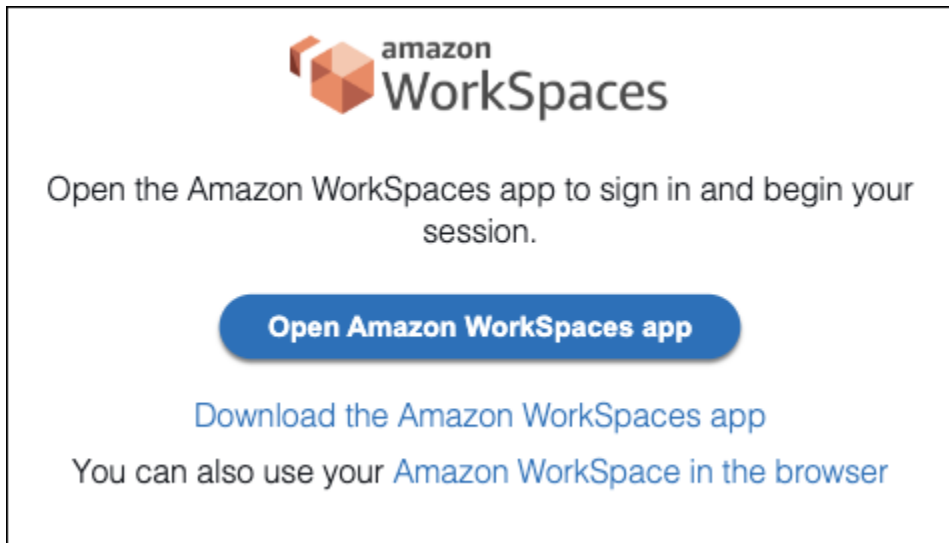 amazon
WorkSpaces
Open the Amazon WorkSpaces app to sign in and begin your
session.
Open Amazon WorkSpaces app
Download the Amazon WorkSpaces app
You can also use your Amazon WorkSpace in the browser